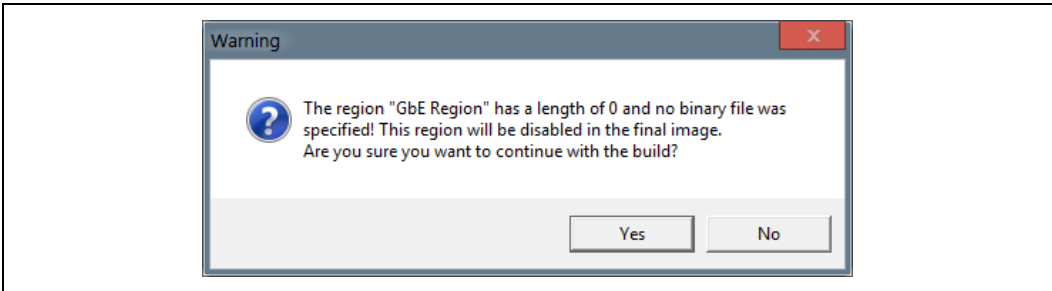 Warning
x
The region "GbE Region" has a length of 0 and no binary file was
specified! This region will be disabled in the final image.
Are you sure you want to continue with the build?
Yes
No